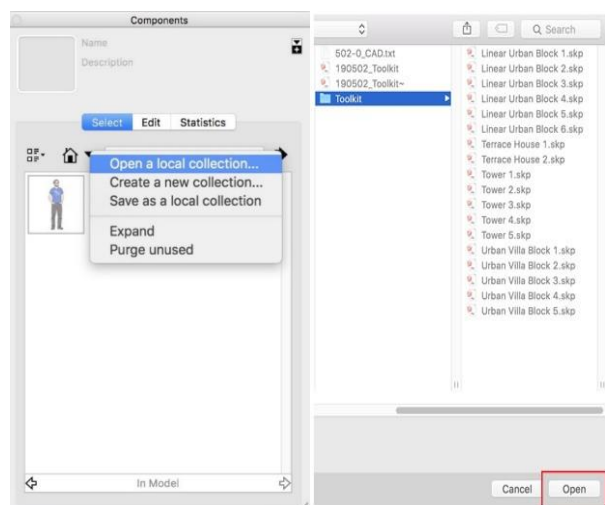 Components
Name
Description
Select Edit Statistics
Open a local collection...
Create a new collection...
Save as a local collection
Expand
Purge unused
In Model
Search
502-0_CAD.txt
190502_Toolkit
190502_Toolkit~
Toolkit
Linear Urban Block 1.skp
Linear Urban Block 2.skp
Linear Urban Block 3.skp
Linear Urban Block 4.skp
Linear Urban Block 5.skp
Linear Urban Block 6.skp
Terrace House 1.skp
Terrace House 2.skp
Tower 1.skp
Tower 2.skp
Tower 3.skp
Tower 4.skp
Tower 5.skp
Urban Villa Block 1.skp
Urban Villa Block 2.skp
Urban Villa Block 3.skp
Urban Villa Block 4.skp
Urban Villa Block 5.skp
Cancel Open